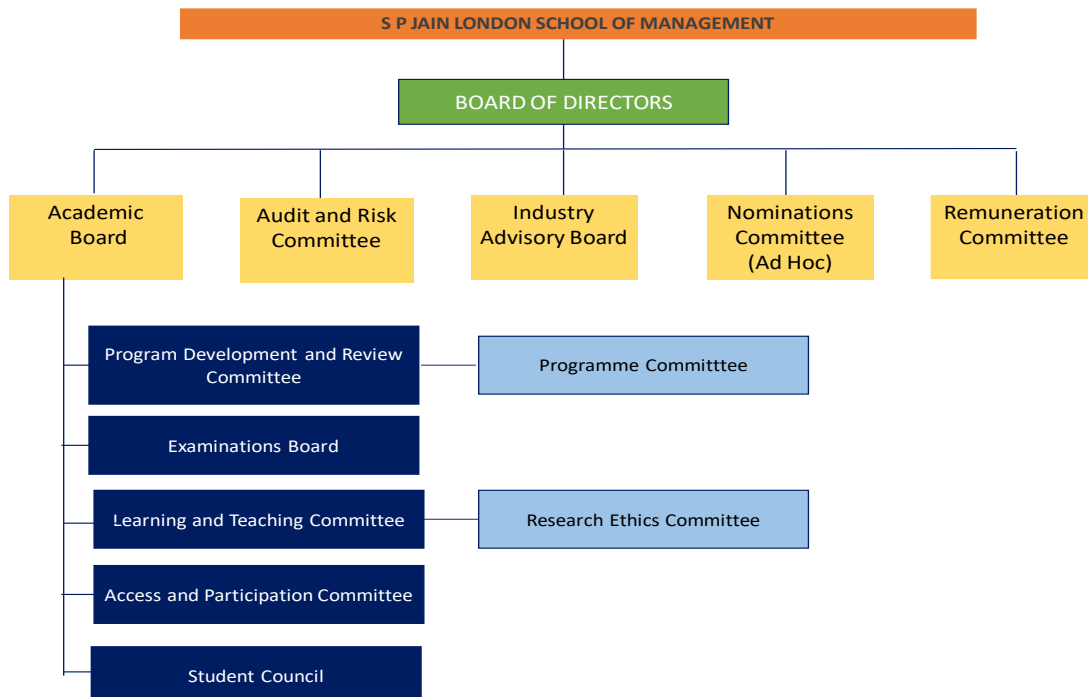 S P JAIN LONDON SCHOOL OF MANAGEMENT
BOARD OF DIRECTORS
Academic
Board
Audit and Risk
Committee
Industry
Advisory Board
Nominations
Committee
(Ad Hoc)
Remuneration
Committee
Program Development and Review
Committee
Programme Committtee
Examinations Board
Learning and Teaching Committee
Research Ethics Committee
Access and Participation Committee
Student Council